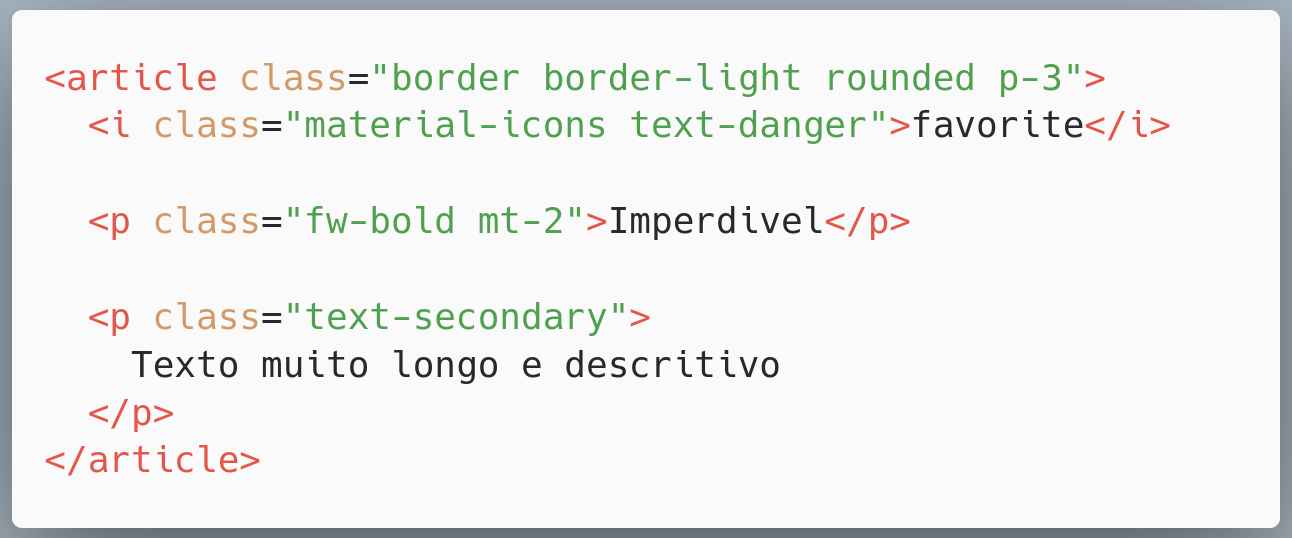 <article class="border border-light rounded p-3">
<i class="material-icons text-danger">favorite</i>
<p class="fw-bold mt-2">Imperdivel</p>
<p class="text-secondary">
Texto muito longo e descritivo
</p>
</article>